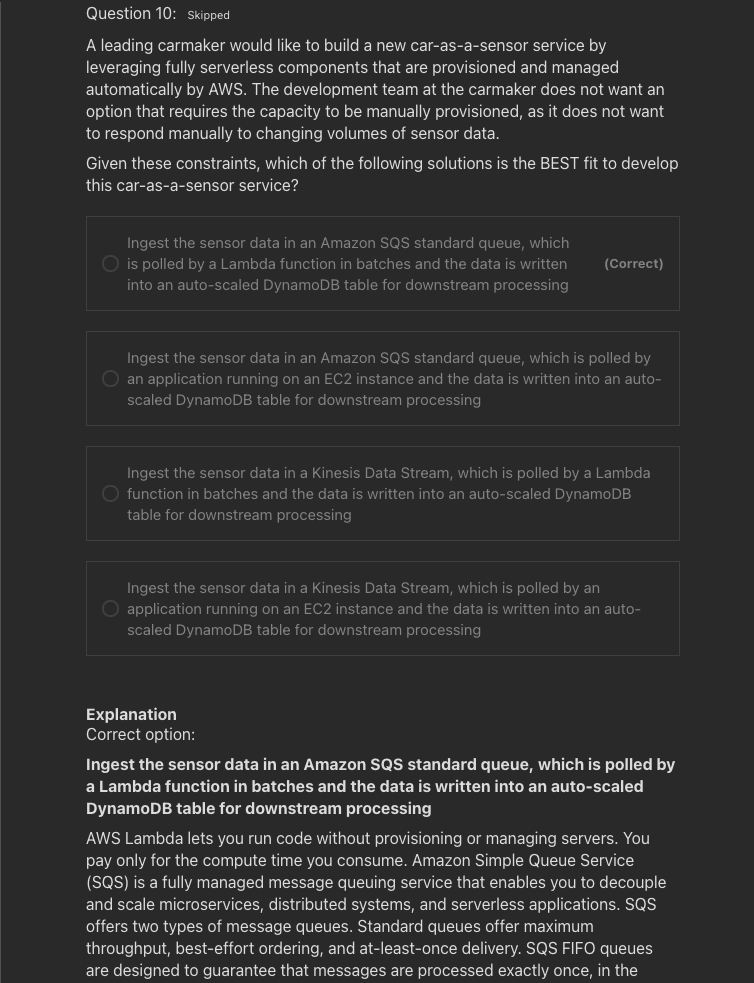 Question 10: Skipped
A leading carmaker would like to build a new car-as-a-sensor service by
leveraging fully serverless components that are provisioned and managed
automatically by AWS. The development team at the carmaker does not want an
option that requires the capacity to be manually provisioned, as it does not want
to respond manually to changing volumes of sensor data.
Given these constraints, which of the following solutions is the BEST fit to develop
this car-as-a-sensor service?
Ingest the sensor data in an Amazon SQS standard queue, which
is polled by a Lambda function in batches and the data is written (Correct)
into an auto-scaled DynamoDB table for downstream processing
Ingest the sensor data in an Amazon SQS standard queue, which is polled by
an application running on an EC2 instance and the data is written into an auto-
scaled DynamoDB table for downstream processing
Ingest the sensor data in a Kinesis Data Stream, which is polled by a Lambda
function in batches and the data is written into an auto-scaled DynamoDB
table for downstream processing
Ingest the sensor data in a Kinesis Data Stream, which is polled by an
application running on an EC2 instance and the data is written into an auto-
scaled DynamoDB table for downstream processing
Explanation
Correct option:
Ingest the sensor data in an Amazon SQS standard queue, which is polled by
a Lambda function in batches and the data is written into an auto-scaled
DynamoDB table for downstream processing
AWS Lambda lets you run code without provisioning or managing servers. You
pay only for the compute time you consume. Amazon Simple Queue Service
(SQS) is a fully managed message queuing service that enables you to decouple
and scale microservices, distributed systems, and serverless applications. SQS
offers two types of message queues. Standard queues offer maximum
throughput, best-effort ordering, and at-least-once delivery. SQS FIFO queues
are designed to guarantee that messages are processed exactly once, in the